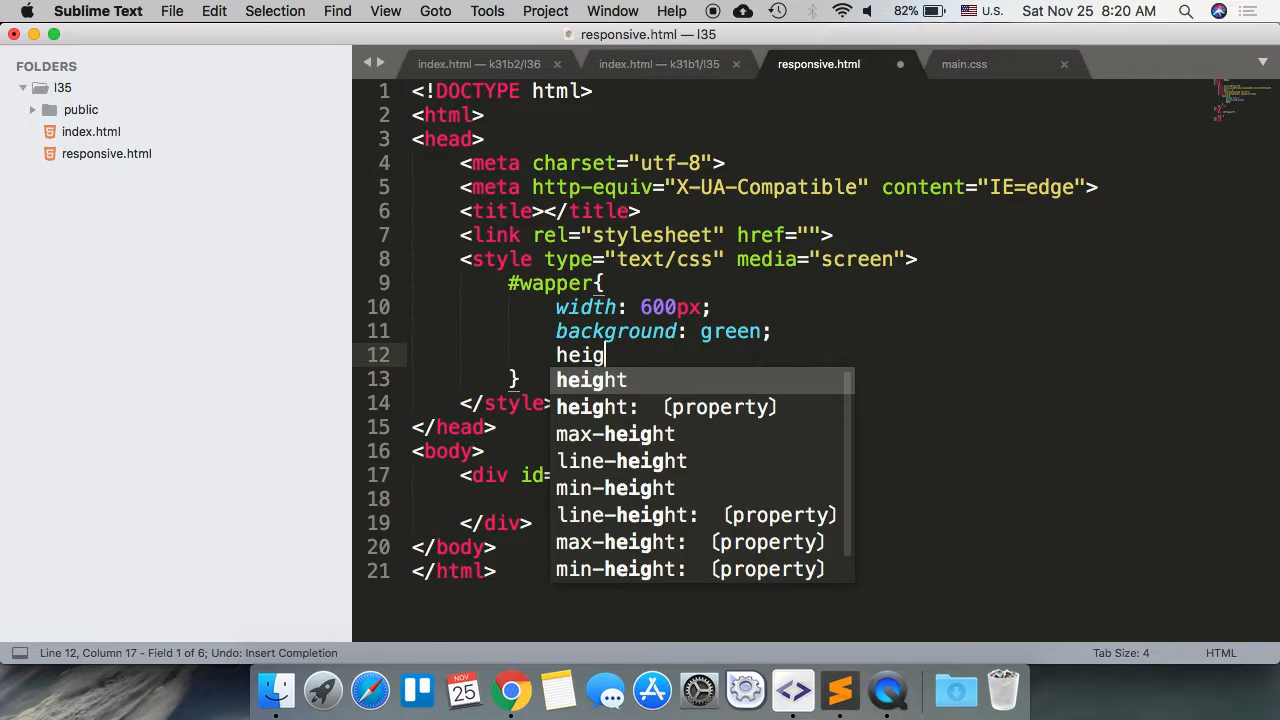 Sublime Text File Edit Selection Find View Goto Tools Project Window Help 82% U.S. Sat Nov 25 8:20 AM
responsive.html — l35
FOLDERS
l35
public
index.html
responsive.html
index.html — k31b2/l36
index.html — k31b1/l35
responsive.html
main.css
1 <!DOCTYPE html>
2 <html>
3 <head>
4 <meta charset="utf-8">
5 <meta http-equiv="X-UA-Compatible" content="IE=edge">
6 <title></title>
7 <link rel="stylesheet" href="">
8 <style type="text/css" media="screen">
9 #wapper{
10 width: 600px;
11 background: green;
12 heig
13 }
14 </style>
15 </head>
16 <body>
17 <div id=
18
19 </div>
20 </body>
21 </html>
height
height: (property)
max-height
line-height
min-height
line-height: (property)
max-height: (property)
min-height: (property)
Line 12, Column 17 - Field 1 of 6; Undo: Insert Completion
Tab Size: 4
HTML
NOV
25